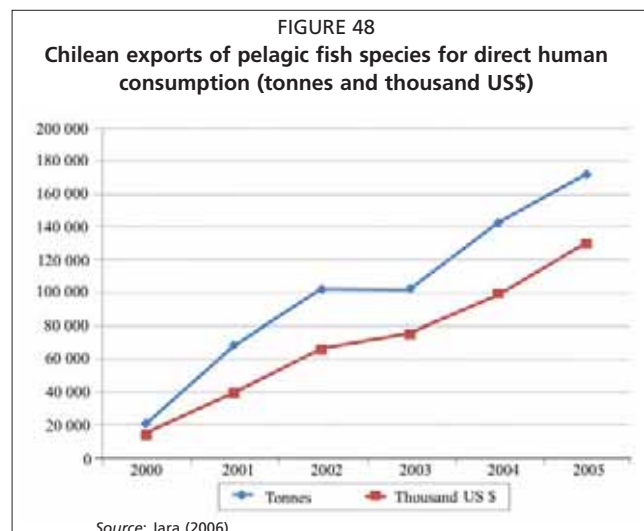 FIGURE 48
Chilean exports of pelagic fish species for direct human
consumption (tonnes and thousand US$)
200 000
180 000
160 000
140 000
120 000
100 000
80 000
60 000
40 000
20 000
0
2000 2001 2002 2003 2004 2005
Tonnes Thousand US $
Source: Jara (2006)